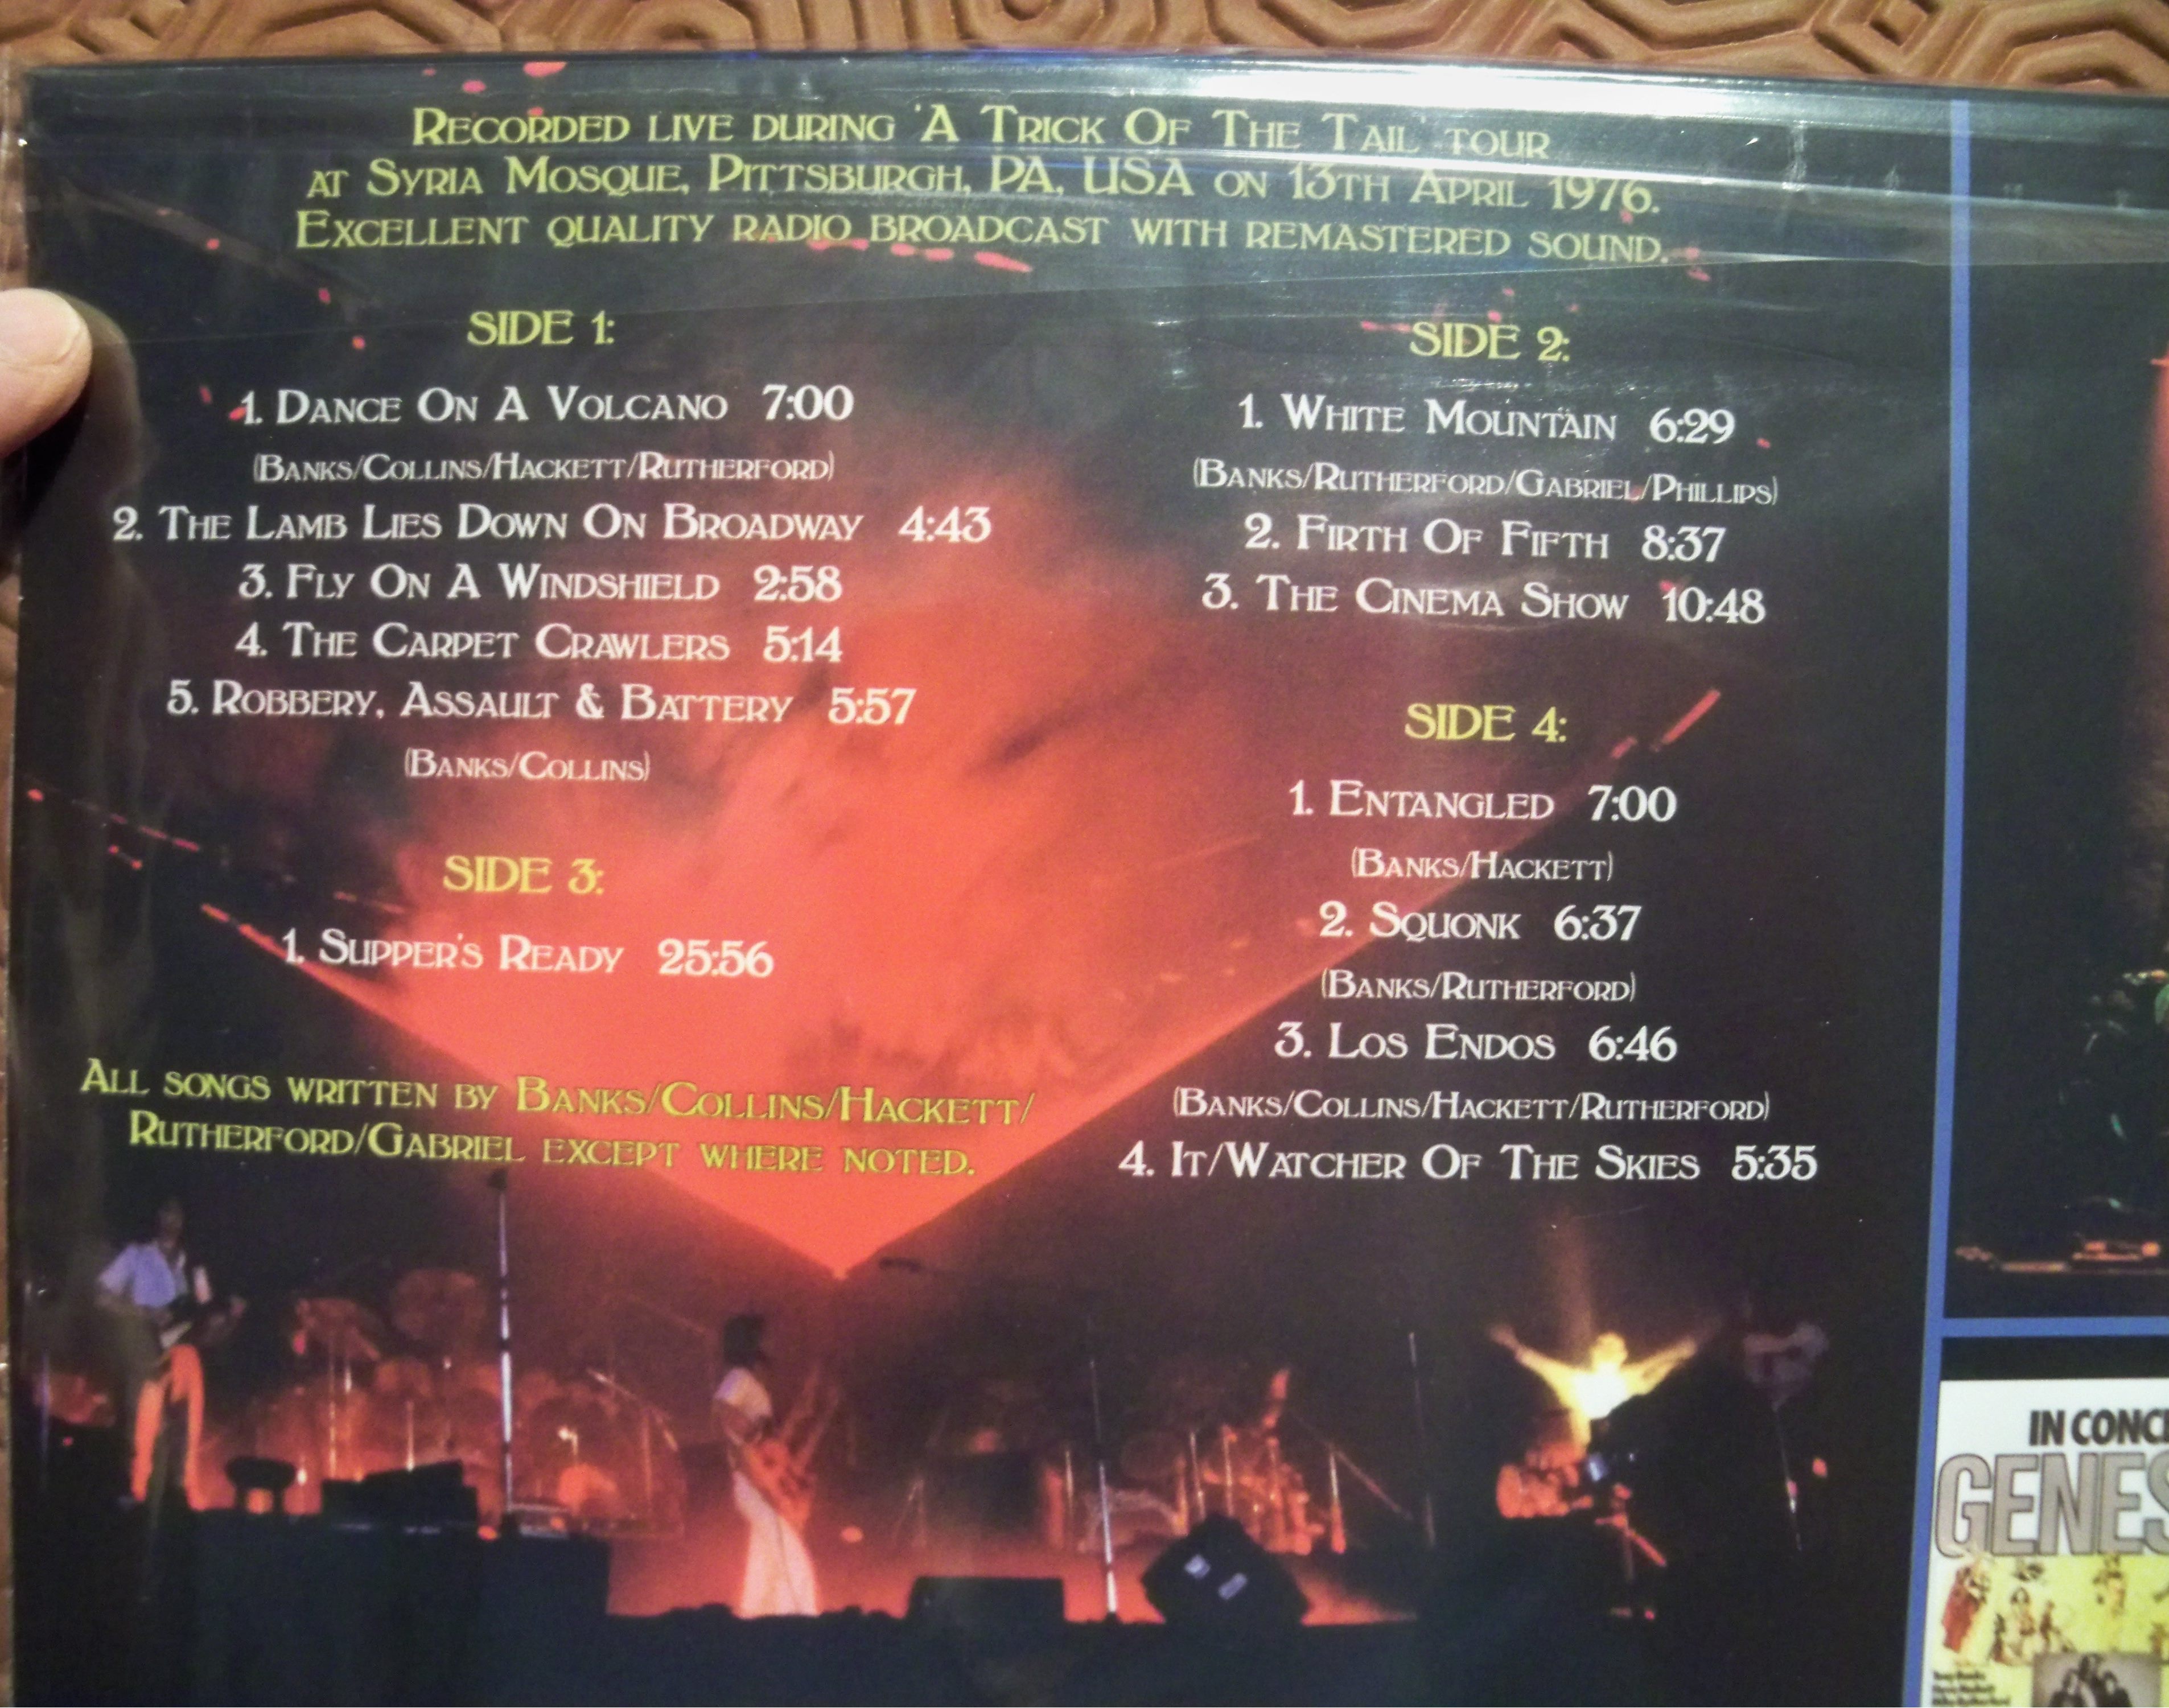 Recorded live during 'A Trick Of The Tail tour
at Syria Mosque, Pittsburgh, PA, USA on 13th April 1976.
Excellent quality radio broadcast with remastered sound.
SIDE 1:
1. Dance On A Volcano 7:00
(Banks/Collins/Hackett/Rutherford)
2. The Lamb Lies Down On Broadway 4:43
3. Fly On A Windshield 2:58
4. The Carpet Crawlers 5:14
5. Robbery, Assault & Battery 5:57
(Banks/Collins)
SIDE 2:
1. White Mountain 6:29
(Banks/Rutherford/Gabriel/Phillips)
2. Firth Of Fifth 8:37
3. The Cinema Show 10:48
SIDE 3:
1. Supper's Ready 25:56
SIDE 4:
1. Entangled 7:00
(Banks/Hackett)
2. Squonk 6:37
(Banks/Rutherford)
3. Los Endos 6:46
(Banks/Collins/Hackett/Rutherford)
4. It/Watcher Of The Skies 5:35
All songs written by Banks/Collins/Hackett/
Rutherford/Gabriel except where noted.
IN CONC
GENES